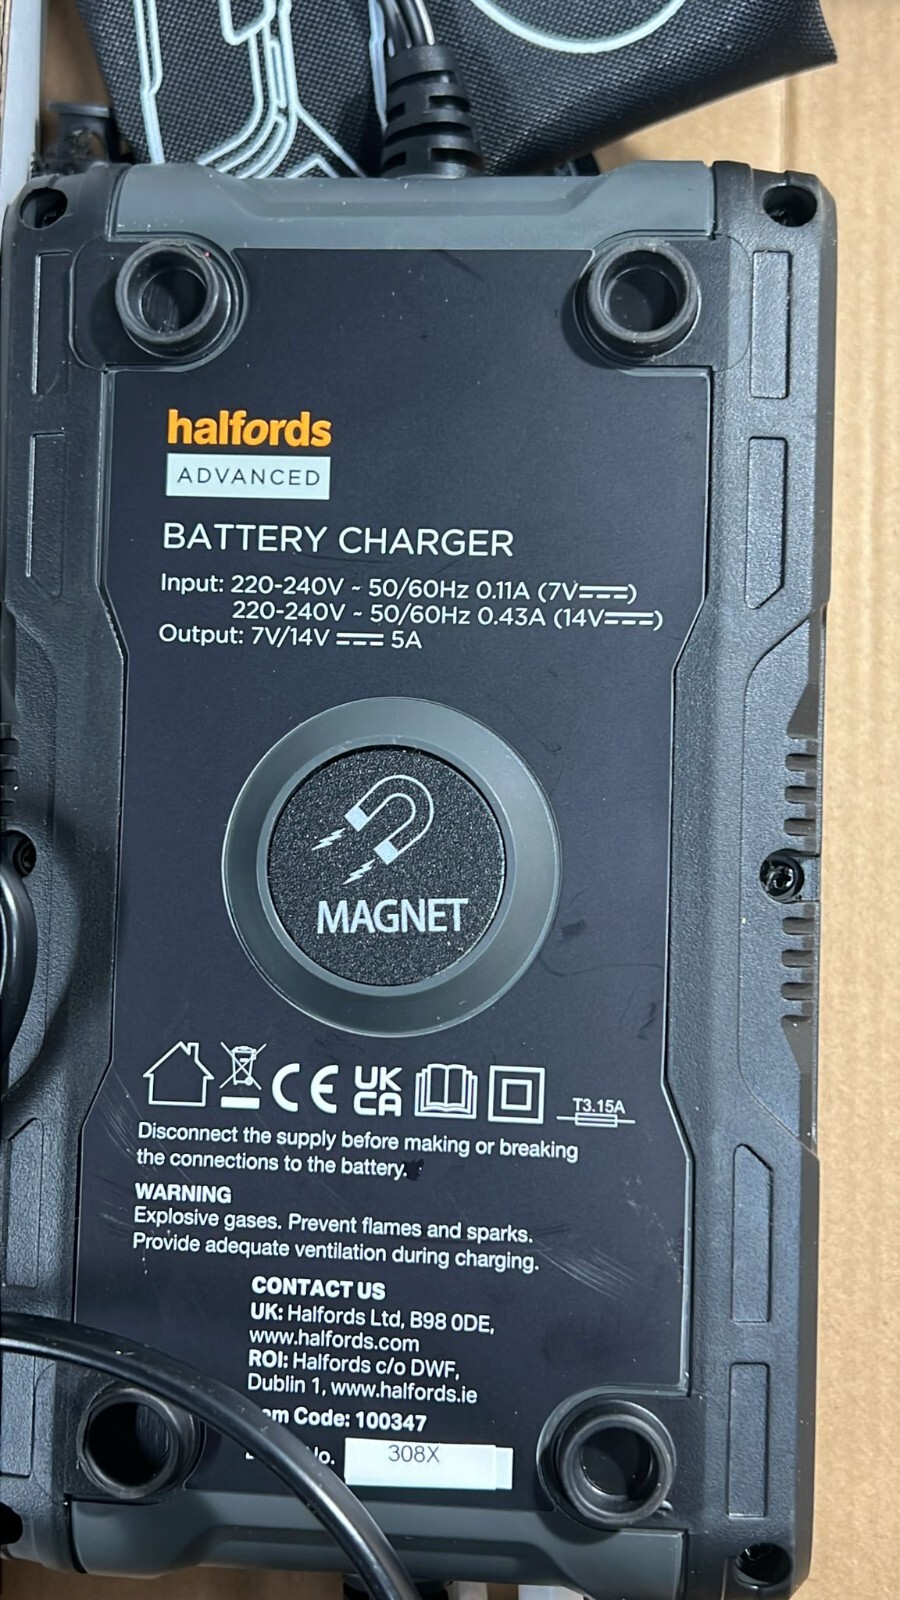 halfords
ADVANCED
BATTERY CHARGER
Input: 220-240V ~ 50/60Hz 0.11A (7V⎓)
220-240V ~ 50/60Hz 0.43A (14V⎓)
Output: 7V/14V ⎓ 5A
MAGNET
CE UK
CA
T3.15A
Disconnect the supply before making or breaking
the connections to the battery.
WARNING
Explosive gases. Prevent flames and sparks.
Provide adequate ventilation during charging.
CONTACT US
UK: Halfords Ltd, B98 0DE,
www.halfords.com
ROI: Halfords c/o DWF,
Dublin 1, www.halfords.ie
Code: 100347
308X